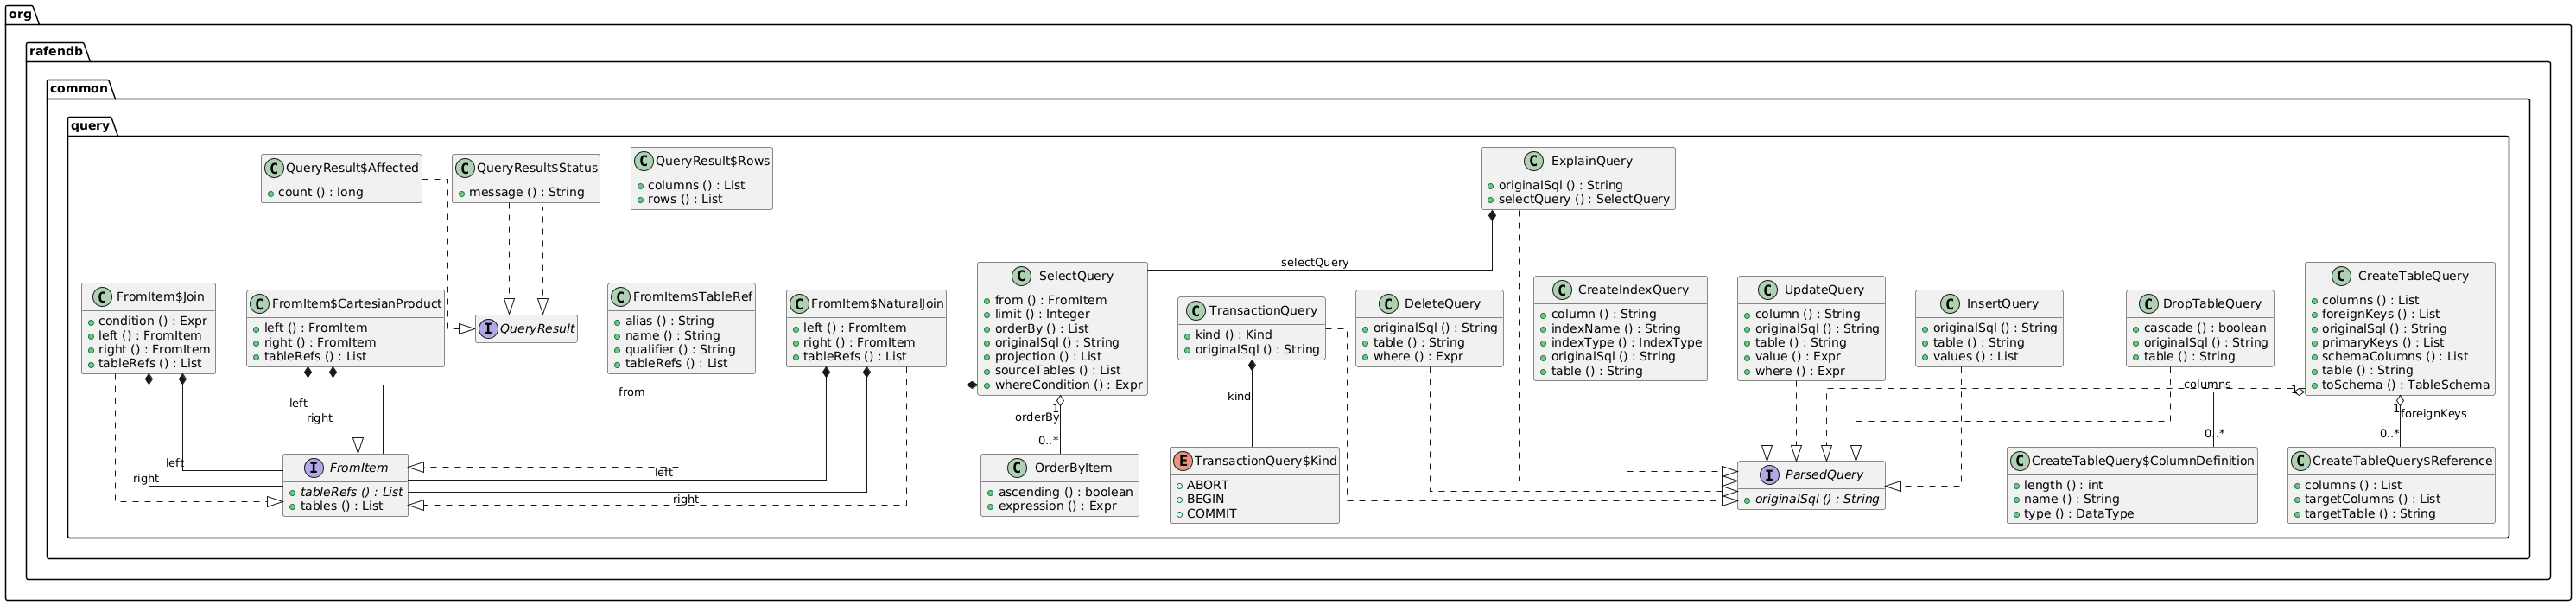 org
rafendb
common
query
C QueryResult$Affected
count () : long
C QueryResult$Status
message () : String
C QueryResult$Rows
columns () : List
rows () : List
C ExplainQuery
originalSql () : String
selectQuery () : SelectQuery
selectQuery
C FromItem$Join
condition () : Expr
left () : FromItem
right () : FromItem
tableRefs () : List
C FromItem$CartesianProduct
left () : FromItem
right () : FromItem
tableRefs () : List
I QueryResult
C FromItem$TableRef
alias () : String
name () : String
qualifier () : String
tableRefs () : List
C FromItem$NaturalJoin
left () : FromItem
right () : FromItem
tableRefs () : List
C SelectQuery
from () : FromItem
limit () : Integer
orderBy () : List
originalSql () : String
projection () : List
sourceTables () : List
whereCondition () : Expr
C TransactionQuery
kind () : Kind
originalSql () : String
C DeleteQuery
originalSql () : String
table () : String
where () : Expr
C CreateIndexQuery
column () : String
indexName () : String
indexType () : IndexType
originalSql () : String
table () : String
C UpdateQuery
column () : String
originalSql () : String
table () : String
value () : Expr
where () : Expr
C InsertQuery
originalSql () : String
table () : String
values () : List
C DropTableQuery
cascade () : boolean
originalSql () : String
table () : String
C CreateTableQuery
columns () : List
foreignKeys () : List
originalSql () : String
primaryKeys () : List
schemaColumns () : List
table () : String
toSchema () : TableSchema
left
right
from
1
orderBy
0..*
kind
columns
1
0..*
1
foreignKeys
0..*
left
right
left
right
I FromItem
tableRefs () : List
tables () : List
C OrderByItem
ascending () : boolean
expression () : Expr
E TransactionQuery$Kind
ABORT
BEGIN
COMMIT
I ParsedQuery
originalSql () : String
C CreateTableQuery$ColumnDefinition
length () : int
name () : String
type () : DataType
C CreateTableQuery$Reference
columns () : List
targetColumns () : List
targetTable () : String